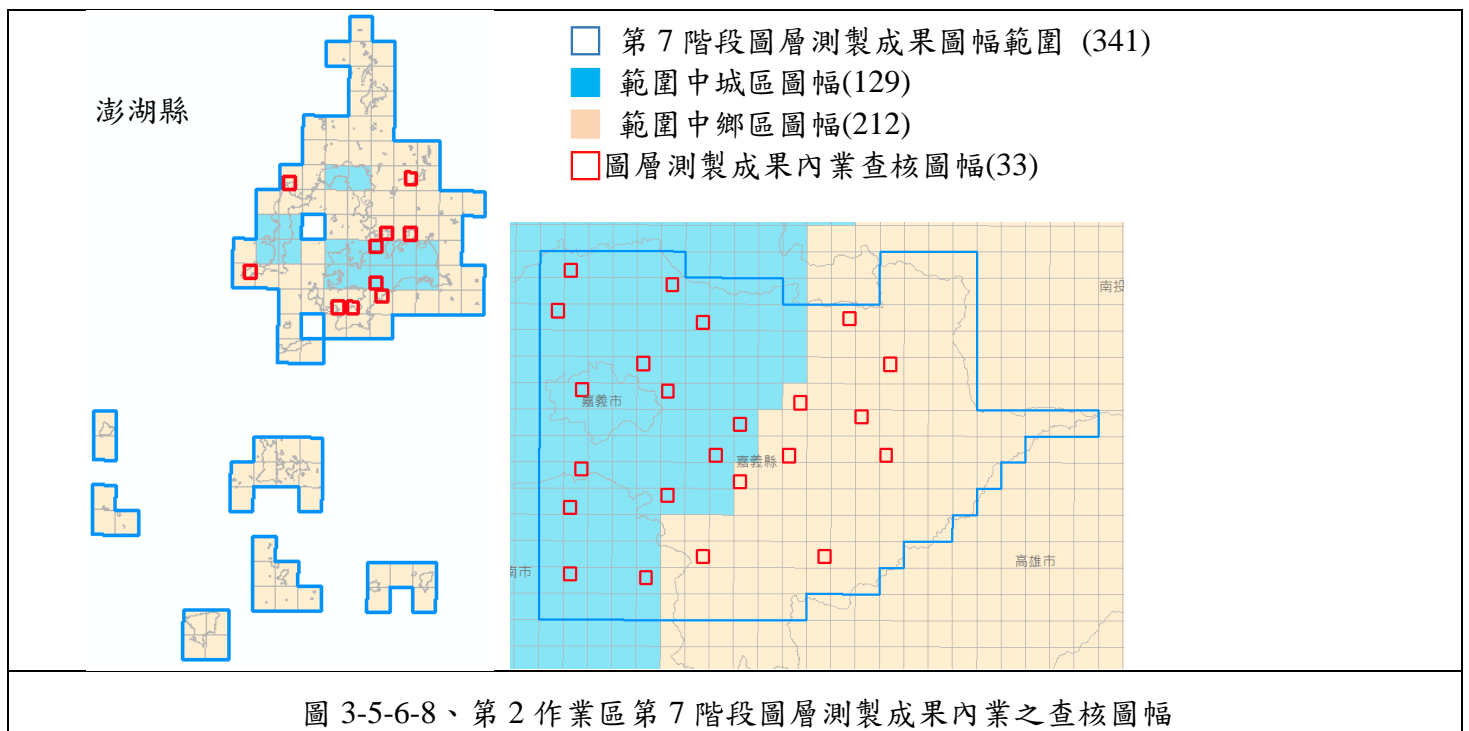 澎湖縣
第 7 階段圖層測製成果圖幅範圍 (341)
範圍中城區圖幅(129)
範圍中鄉區圖幅(212)
圖層測製成果內業查核圖幅(33)
南投
嘉義市
嘉義縣
南市
高雄市
圖 3-5-6-8、第 2 作業區第 7 階段圖層測製成果內業之查核圖幅